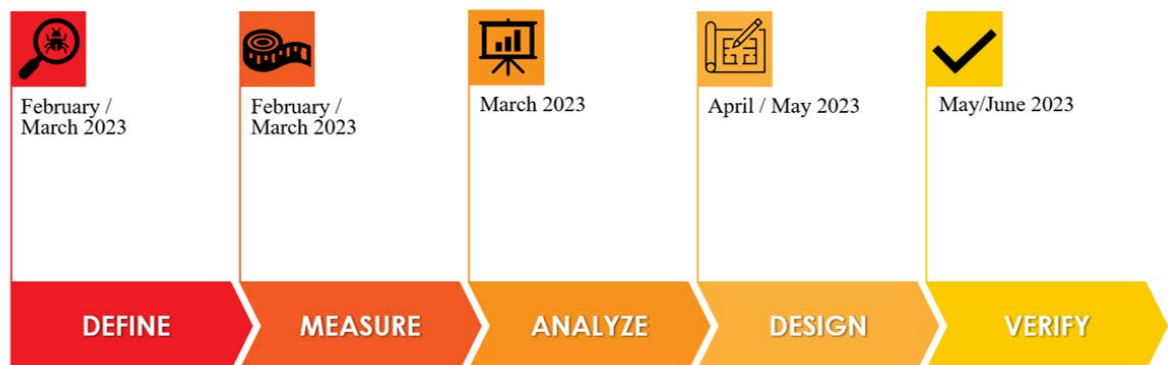 February /
March 2023
February /
March 2023
March 2023
April / May 2023
May/June 2023
DEFINE
MEASURE
ANALYZE
DESIGN
VERIFY